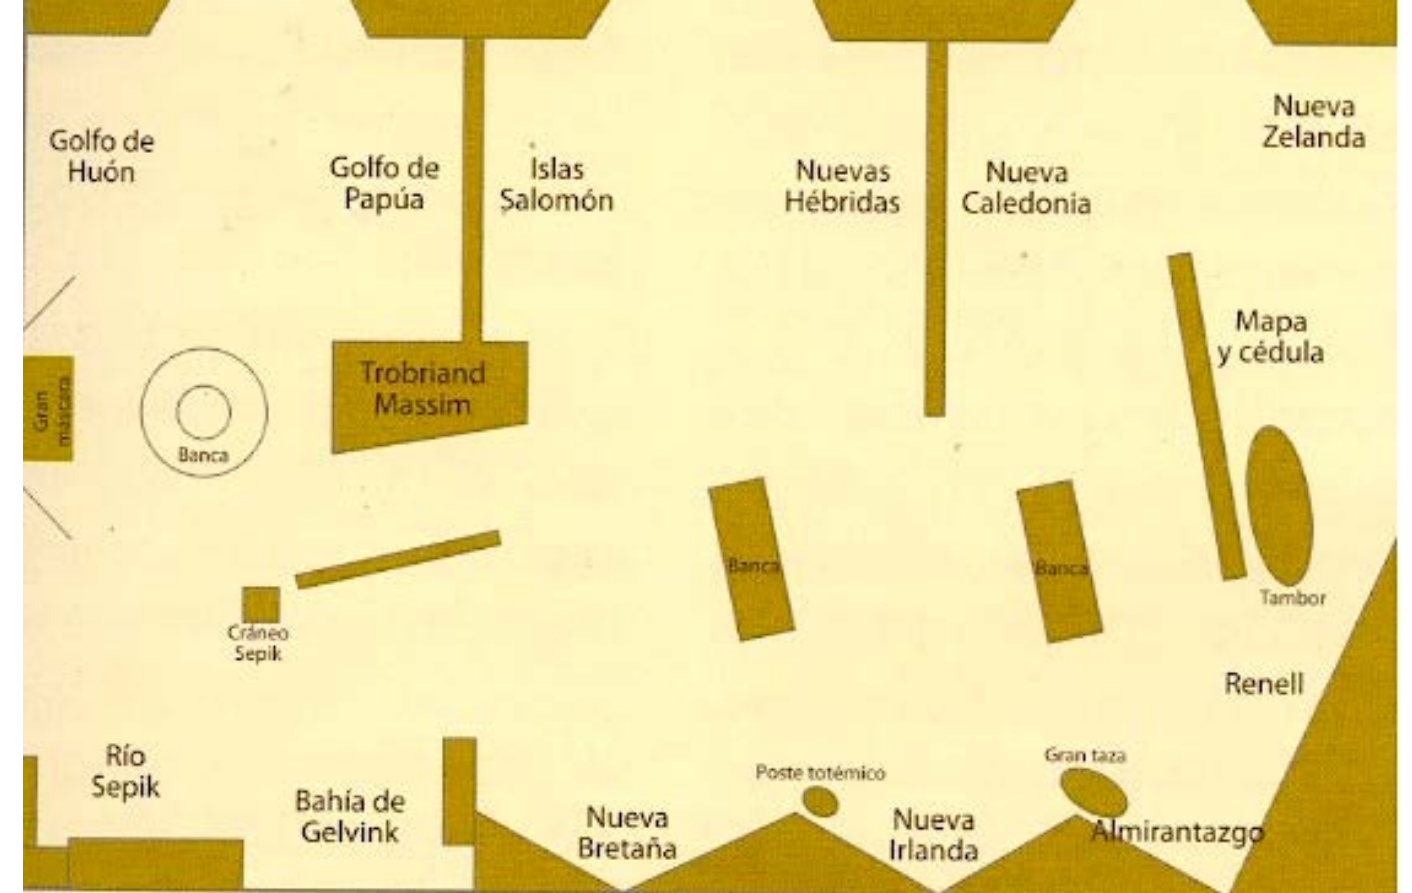 Golfo de
Huón
Golfo de
Papúa
Islas
Salomón
Nuevas
Hébridas
Nueva
Caledonia
Nueva
Zelanda
Mapa
y cédula
Gran
máscara
Banca
Trobriand
Massim
Banca
Banca
Tambor
Cráneo
Sepik
Renell
Río
Sepik
Bahía de
Gelvink
Nueva
Bretaña
Poste totémico
Nueva
Irlanda
Gran taza
Almirantazgo